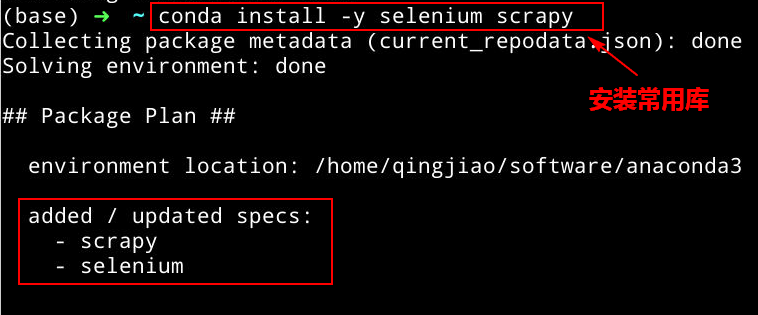 (base) ➜ ~ conda install -y selenium scrapy
Collecting package metadata (current_repodata.json): done
Solving environment: done
安装常用库
## Package Plan ##
environment location: /home/qingjiao/software/anaconda3
added / updated specs:
- scrapy
- selenium